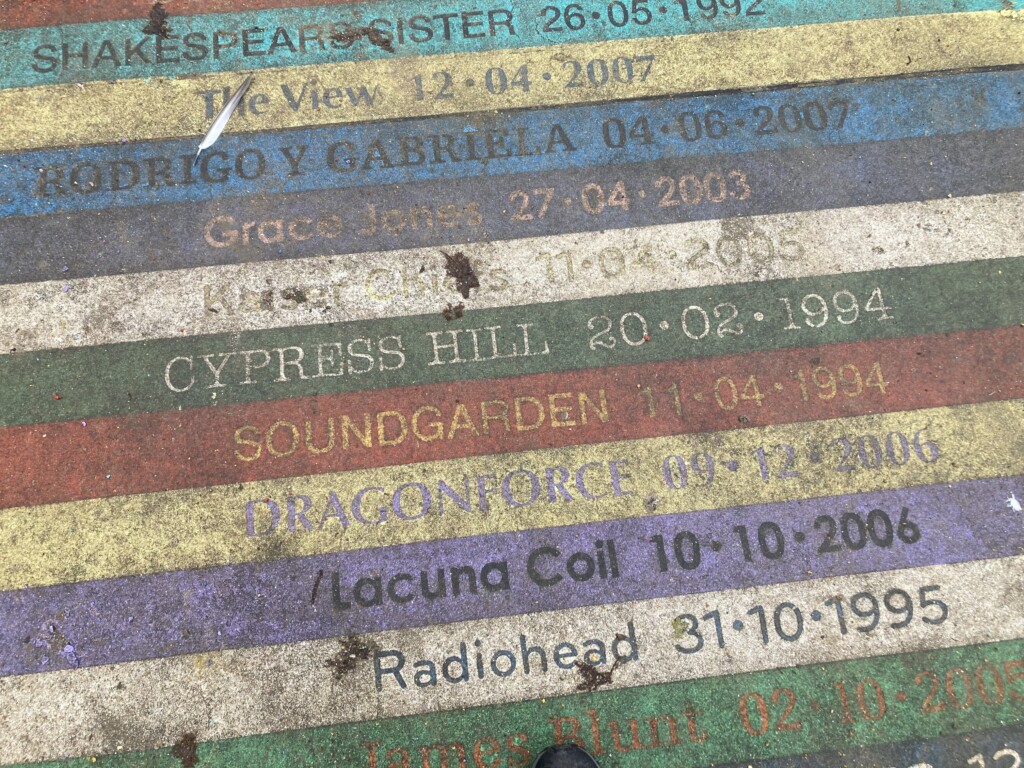 SHAKESPEARS SISTER 26·05·1992
The View 12·04·2007
RODRIGO Y GABRIELA 04·06·2007
Grace Jones 27·04·2003
Kaiser Chiefs 11·04·2005
CYPRESS HILL 20·02·1994
SOUNDGARDEN 11·04·1994
DRAGONFORCE 09·12·2006
Lacuna Coil 10·10·2006
Radiohead 31·10·1995
James Blunt 02·10·2005